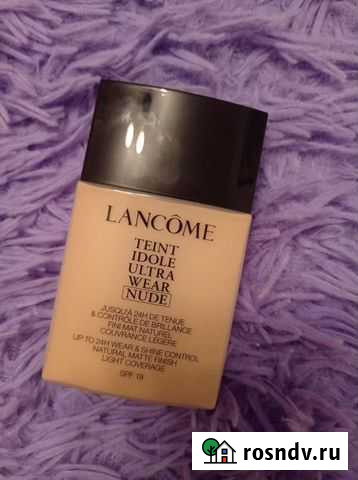 LANCÔME
TEINT
IDOLE
ULTRA
WEAR
NUDE
JUSQU'À 24H DE TENUE
& CONTRÔLE DE BRILLANCE
FINI MAT NATUREL
COUVRANCE LÉGÈRE
UP TO 24H WEAR & SHINE CONTROL
NATURAL MATTE FINISH
LIGHT COVERAGE
SPF 19
rosndv.ru